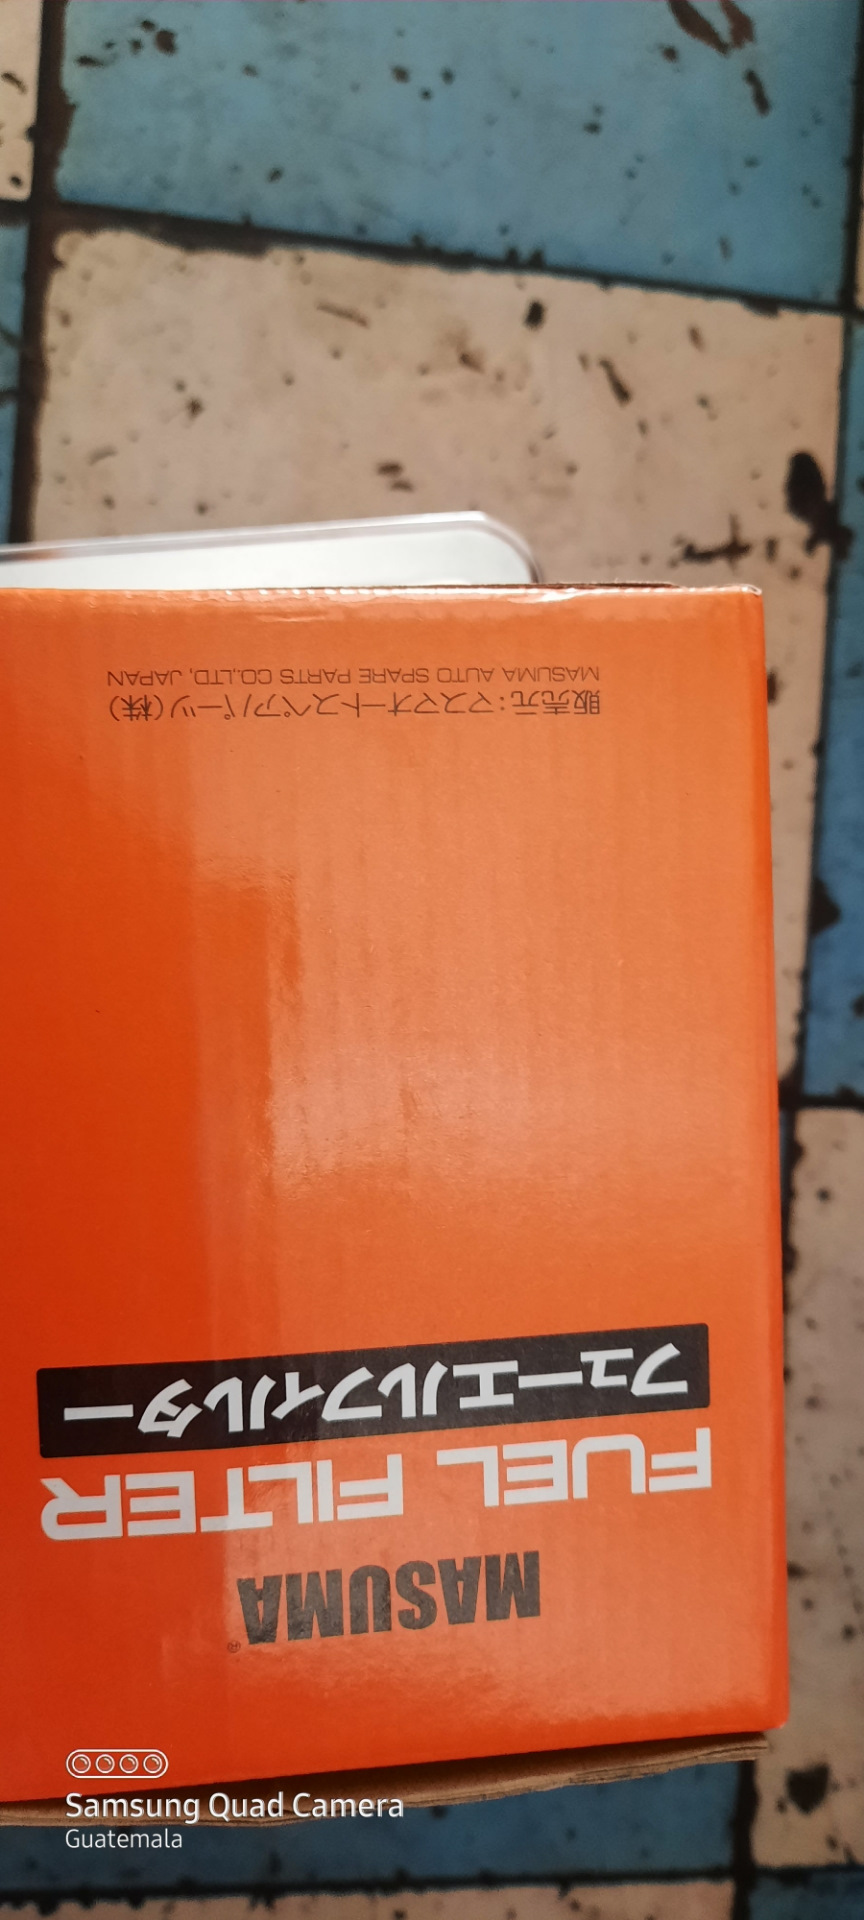 MASUMA®
FUEL FILTER
フューエルフィルター
販売元：マスマオートスペアパーツ（株）
MASUMA AUTO SPARE PARTS CO.,LTD, JAPAN
Samsung Quad Camera
Guatemala